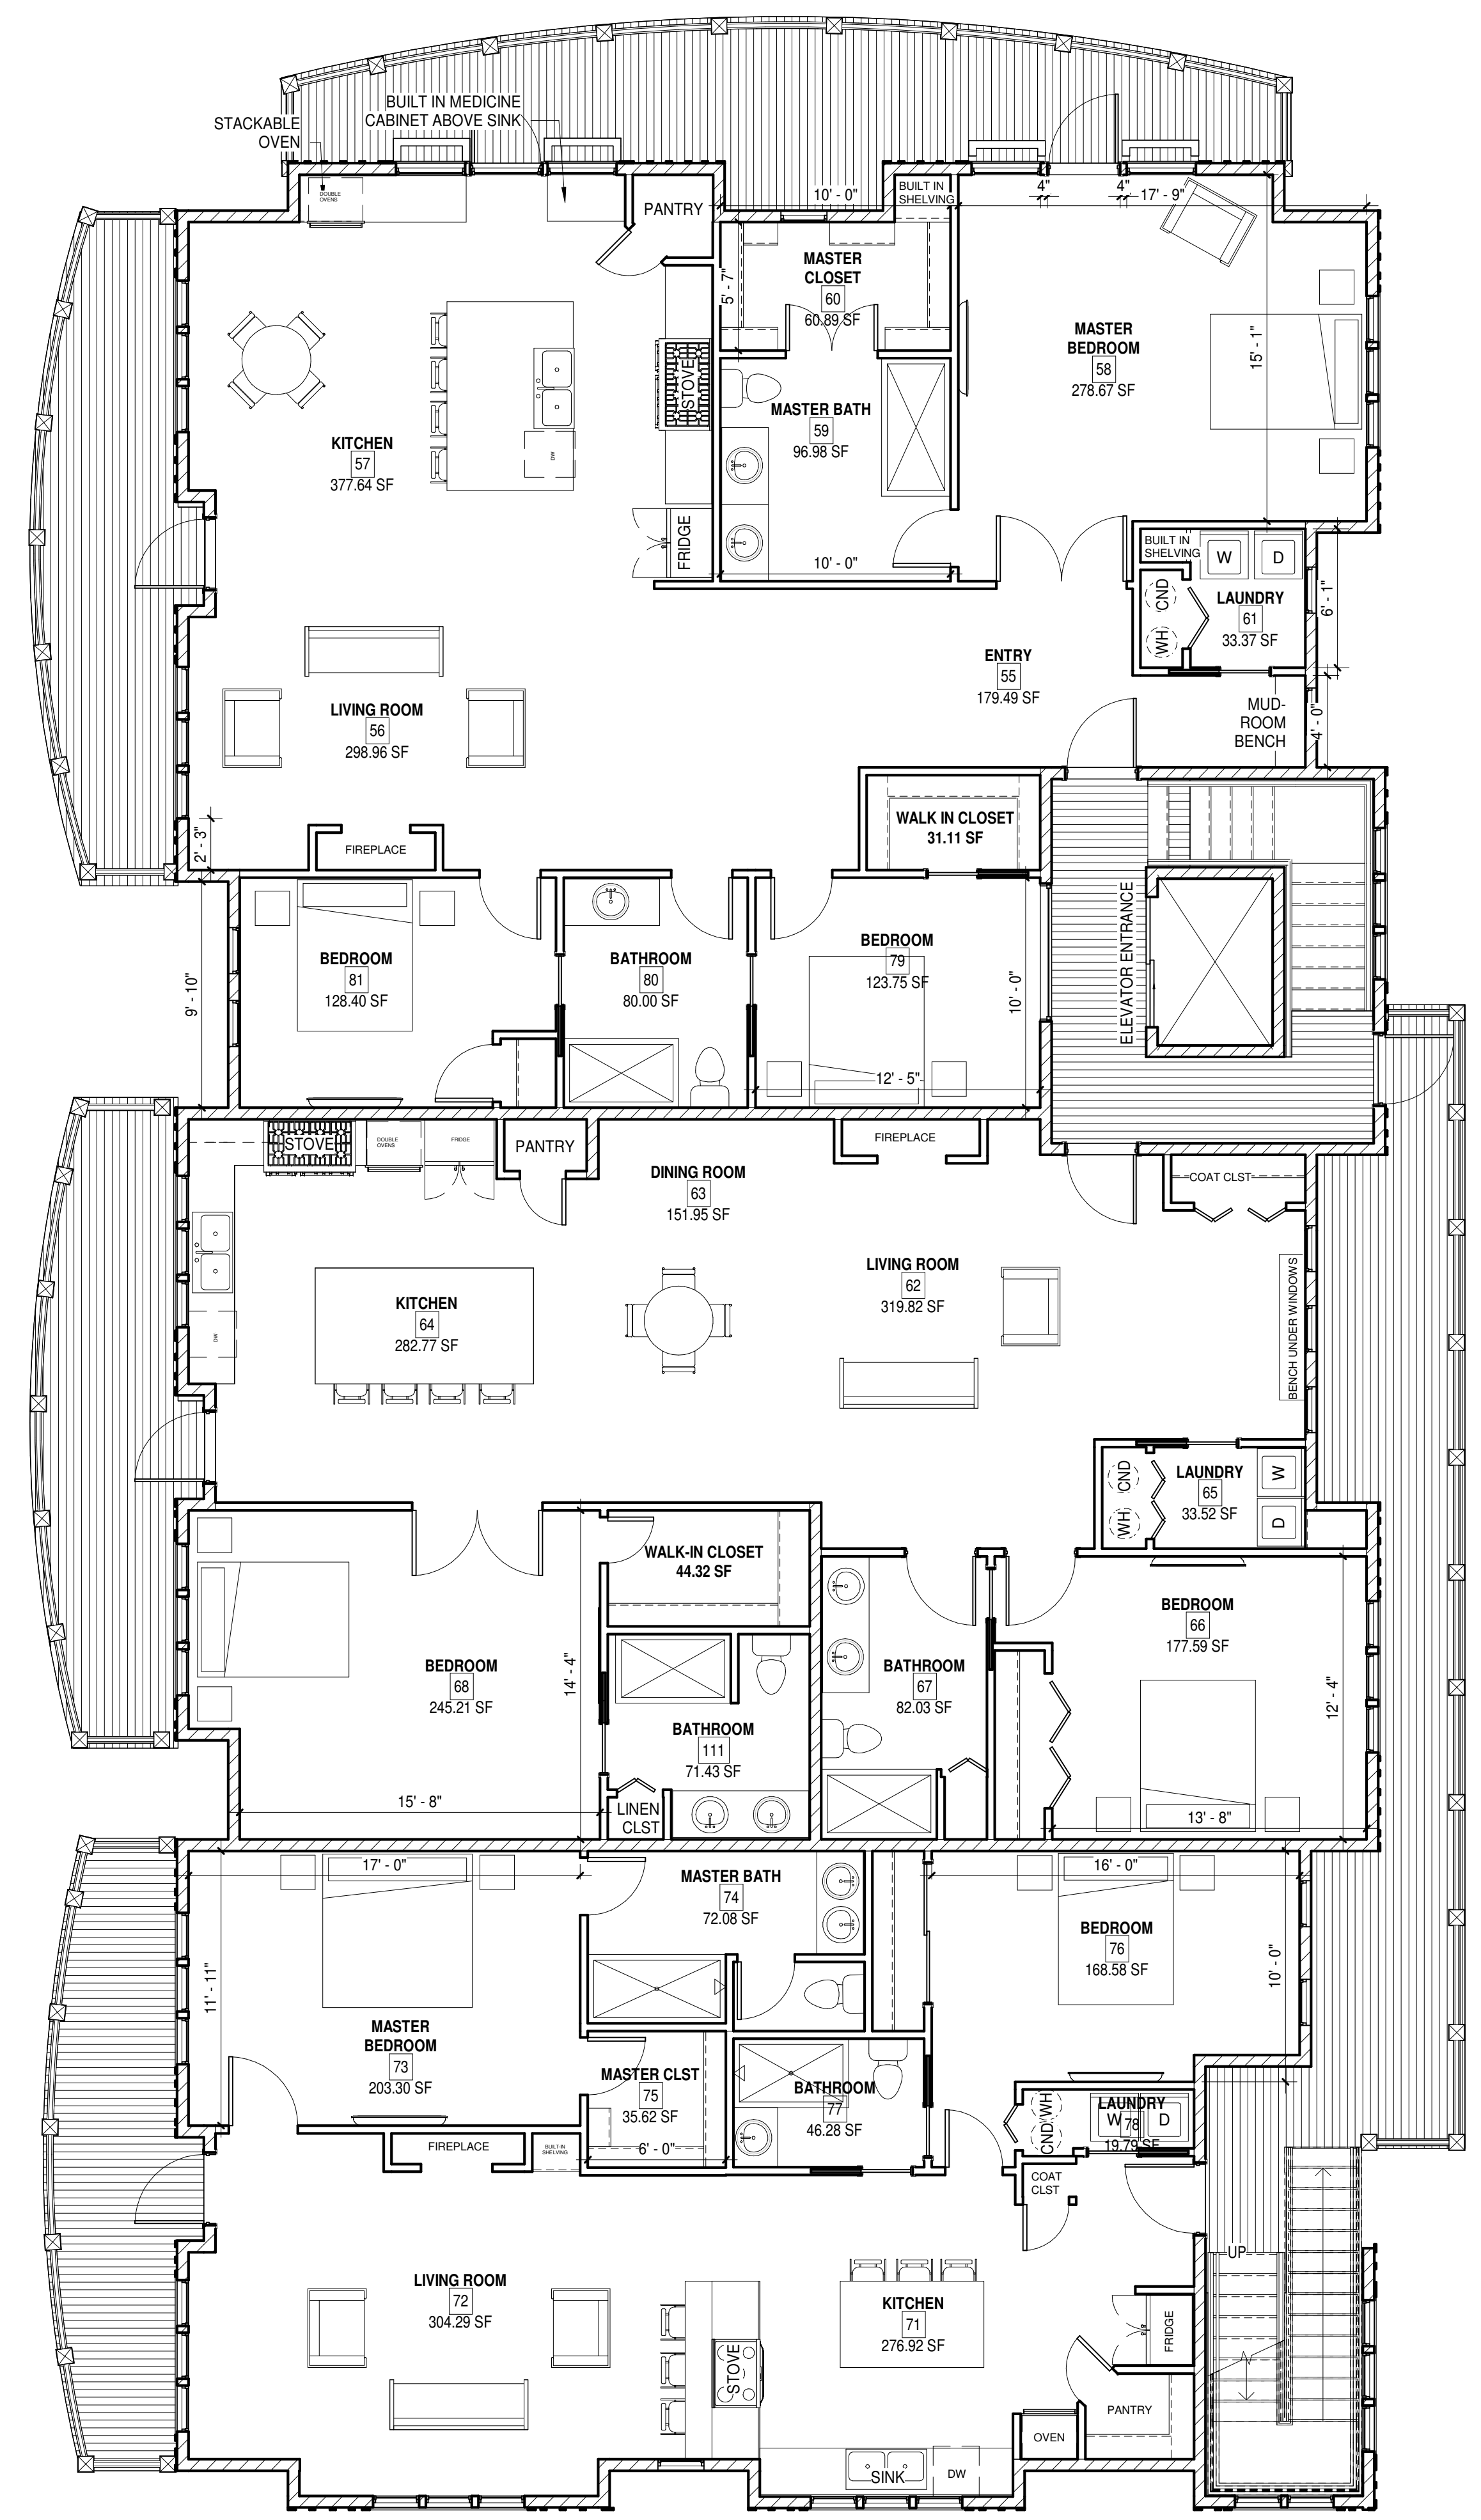 BUILT IN MEDICINE
CABINET ABOVE SINK
STACKABLE
OVEN
DOUBLE
OVENS
PANTRY
10' - 0"
BUILT IN
SHELVING
4"
4"
17' - 9"
MASTER
CLOSET
60
60.89 SF
5' - 7"
MASTER
BEDROOM
58
278.67 SF
15' - 1"
STOVE
MASTER BATH
59
96.98 SF
KITCHEN
57
377.64 SF
DW
FRIDGE
10' - 0"
BUILT IN
SHELVING
W
D
CND
WH
LAUNDRY
61
33.37 SF
6' - 1"
ENTRY
55
179.49 SF
MUD-
ROOM
BENCH
4' - 0"
LIVING ROOM
56
298.96 SF
2' - 3"
FIREPLACE
WALK IN CLOSET
31.11 SF
ELEVATOR ENTRANCE
BEDROOM
81
128.40 SF
BATHROOM
80
80.00 SF
BEDROOM
79
123.75 SF
9' - 10"
10' - 0"
12' - 5"
STOVE
DOUBLE
OVENS
FRIDGE
PANTRY
FIREPLACE
DINING ROOM
63
151.95 SF
COAT CLST
LIVING ROOM
62
319.82 SF
KITCHEN
64
282.77 SF
DW
BENCH UNDER WINDOWS
CND
WH
LAUNDRY
65
33.52 SF
W
D
WALK-IN CLOSET
44.32 SF
BEDROOM
66
177.59 SF
BEDROOM
68
245.21 SF
14' - 4"
BATHROOM
67
82.03 SF
12' - 4"
BATHROOM
111
71.43 SF
15' - 8"
LINEN
CLST
13' - 8"
17' - 0"
MASTER BATH
74
72.08 SF
16' - 0"
BEDROOM
76
168.58 SF
11' - 11"
10' - 0"
MASTER
BEDROOM
73
203.30 SF
MASTER CLST
75
35.62 SF
6' - 0"
BATHROOM
77
46.28 SF
WH
CND
LAUNDRY
W
78
D
19.79 SF
FIREPLACE
BUILT-IN
SHELVING
COAT
CLST
UP
LIVING ROOM
72
304.29 SF
KITCHEN
71
276.92 SF
FRIDGE
STOVE
PANTRY
OVEN
SINK
DW